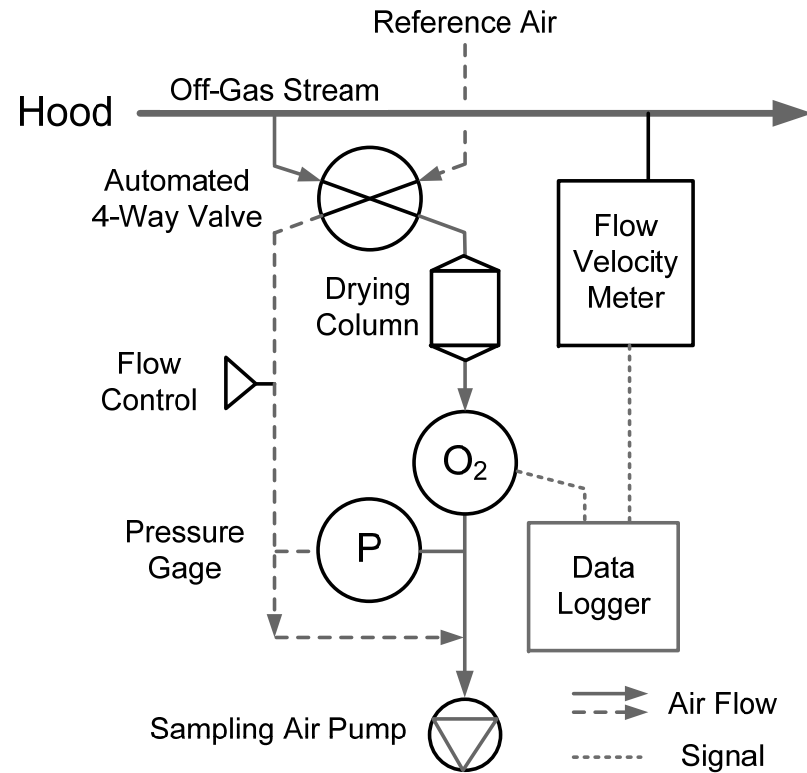 Reference Air
Off-Gas Stream
Hood
Automated
4-Way Valve
Flow
Velocity
Meter
Drying
Column
Flow
Control
O₂
Pressure
Gage
P
Data
Logger
Air Flow
Sampling Air Pump
Signal